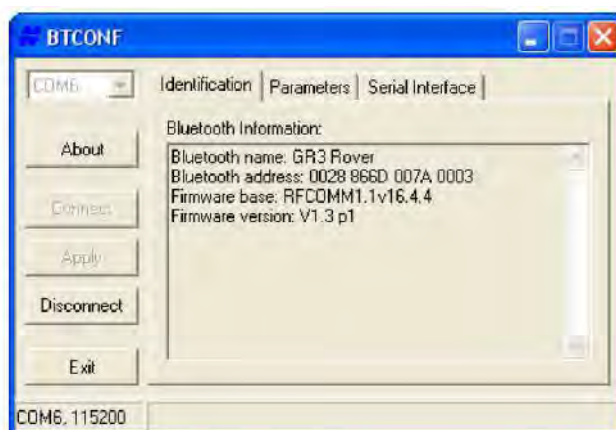 BTCONF
COM6
Identification
Parameters
Serial Interface
About
Connect
Apply
Disconnect
Exit
Bluetooth Information:
Bluetooth name: GR3 Rover
Bluetooth address: 0028 866D 007A 0003
Firmware base: RFCOMM1.1v16.4.4
Firmware version: V1.3 p1
COM6, 115200